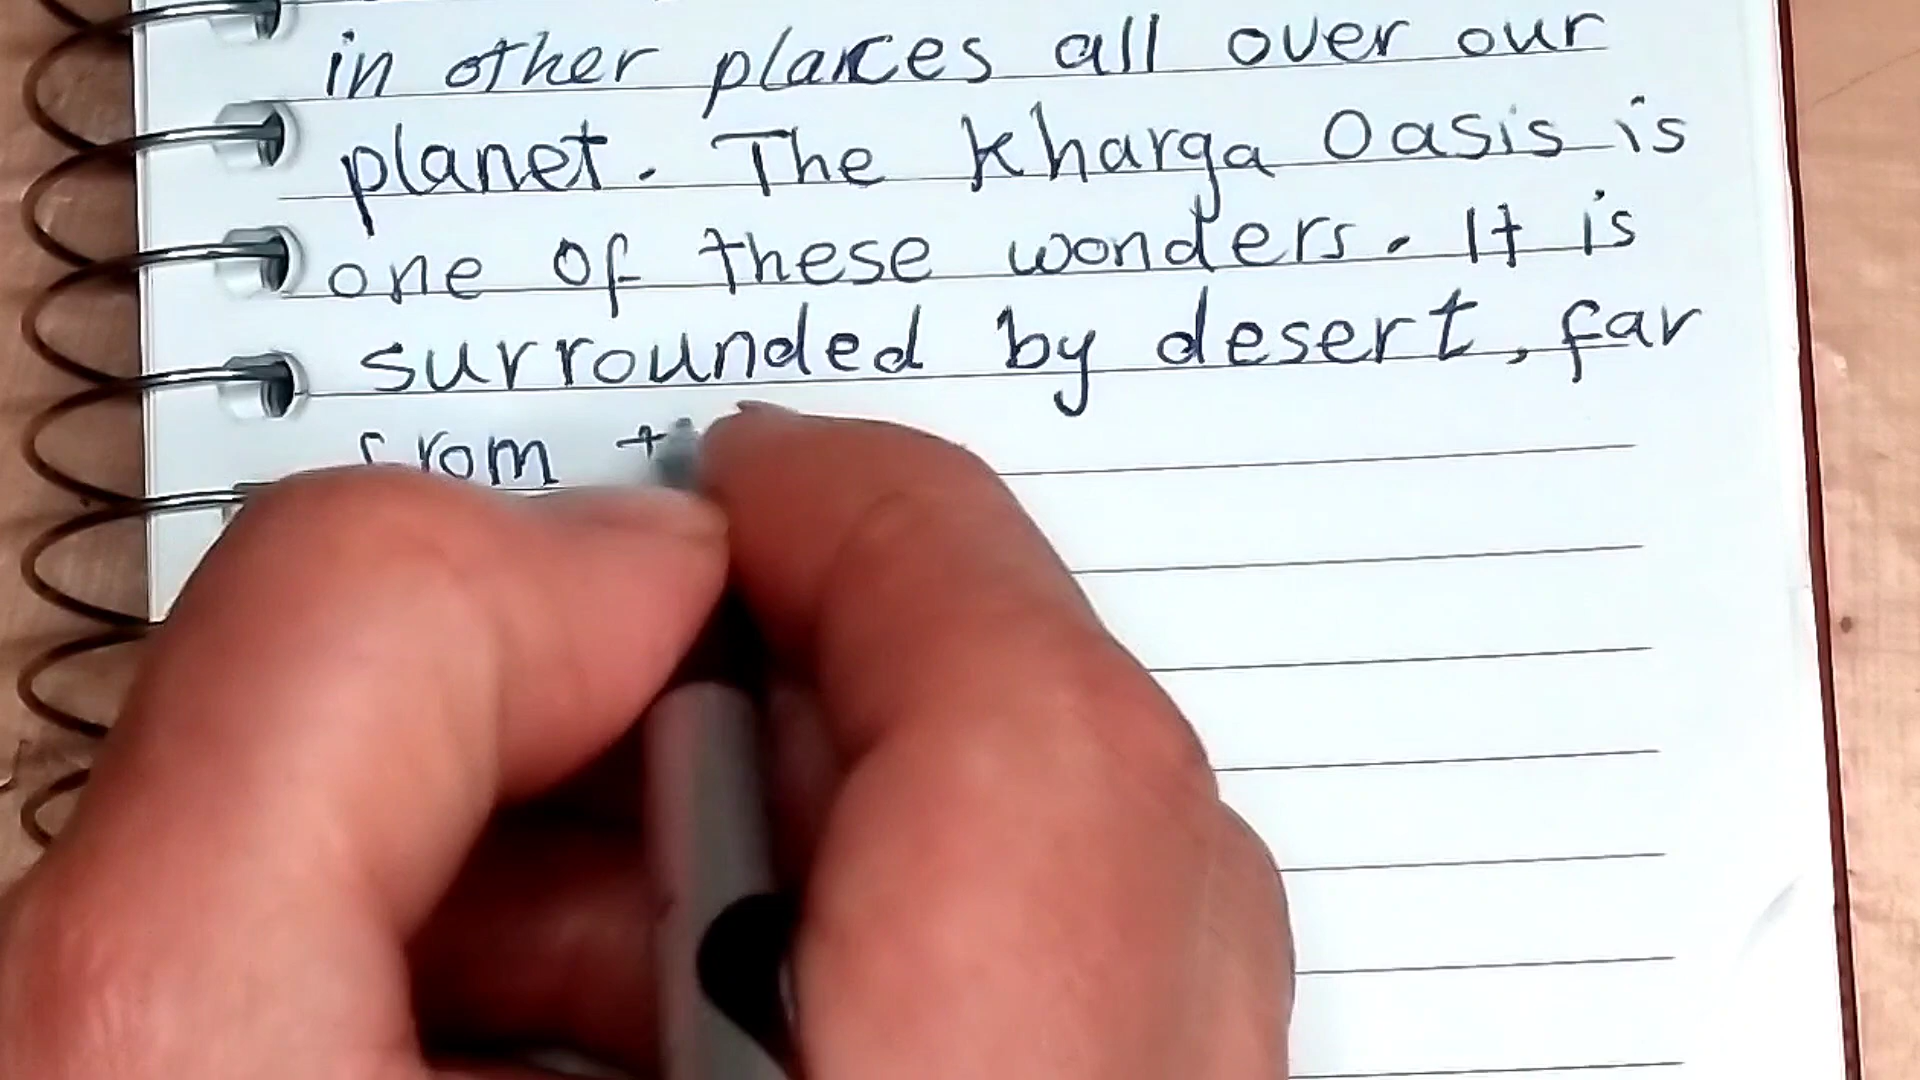 in other places all over our
planet. The Kharga Oasis is
one of these wonders. It is
surrounded by desert, far
from